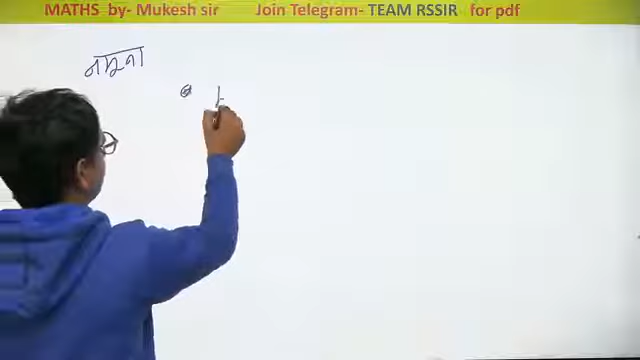 MATHS by- Mukesh sir Join Telegram- TEAM RSSIR for pdf
नमूना